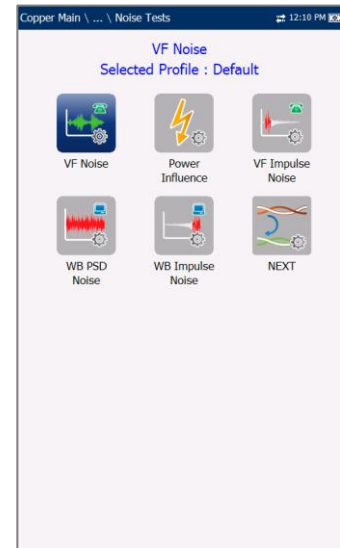 Copper Main \ ... \ Noise Tests
12:10 PM
VF Noise
Selected Profile : Default
VF Noise
Power
Influence
VF Impulse
Noise
WB PSD
Noise
WB Impulse
Noise
NEXT